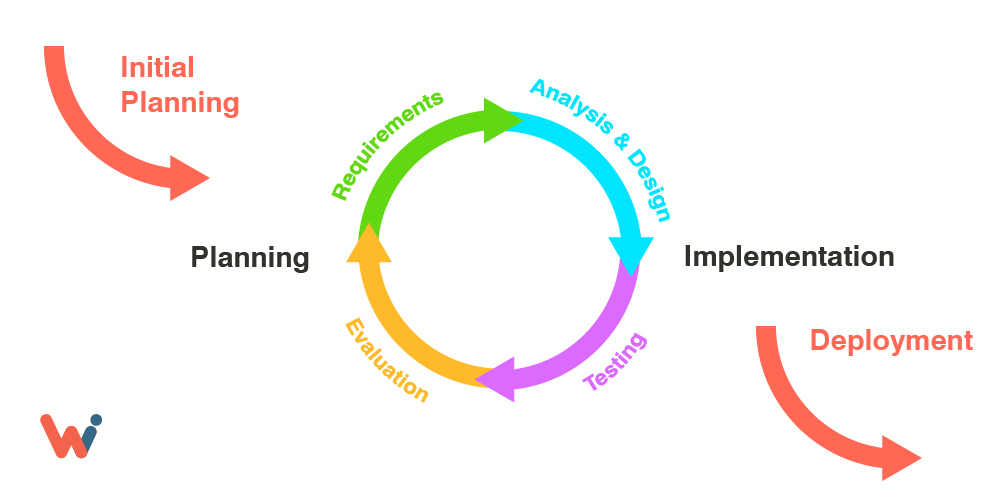 Initial
Planning
Requirements
Analysis & Design
Planning
Implementation
Evaluation
Testing
Deployment